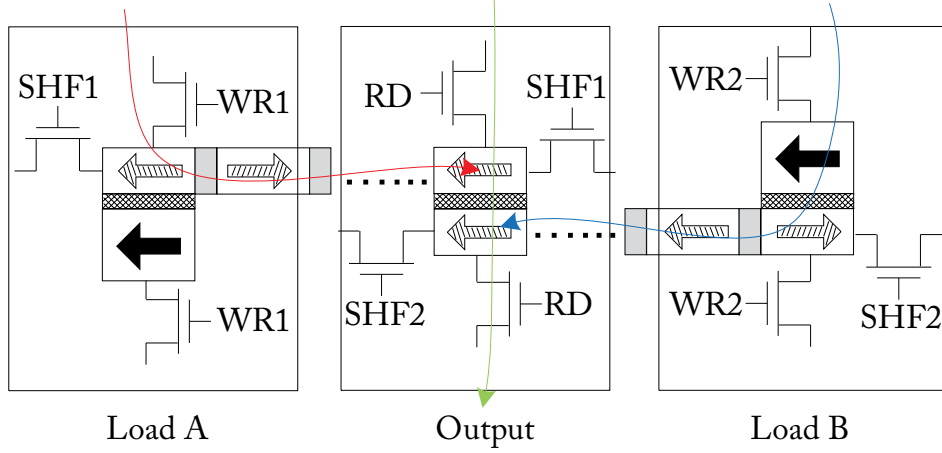 SHF1
WR1
WR1
Load A
RD
SHF1
SHF2
RD
Output
WR2
WR2
SHF2
Load B